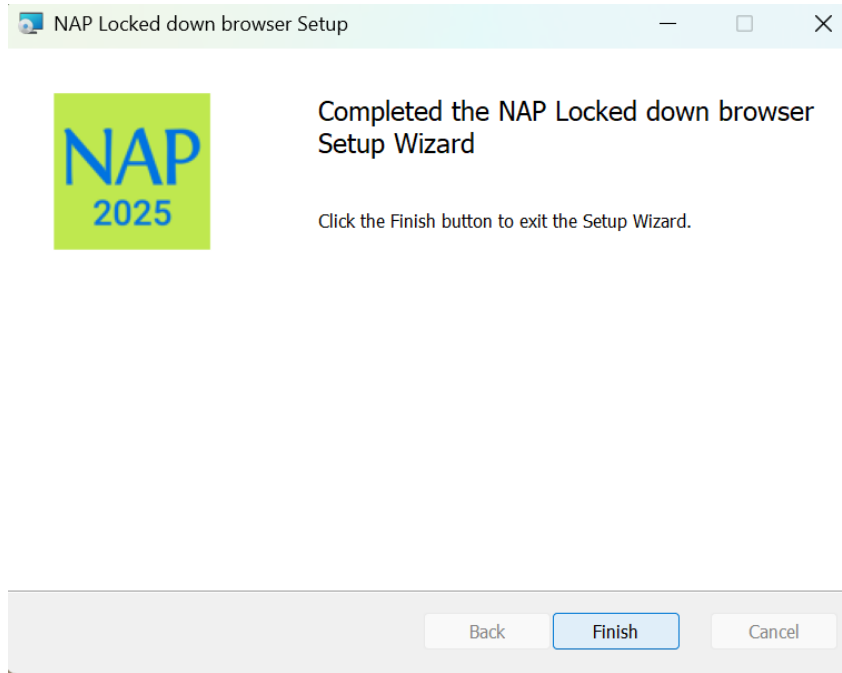 NAP Locked down browser Setup
NAP
2025
Completed the NAP Locked down browser
Setup Wizard
Click the Finish button to exit the Setup Wizard.
Back
Finish
Cancel